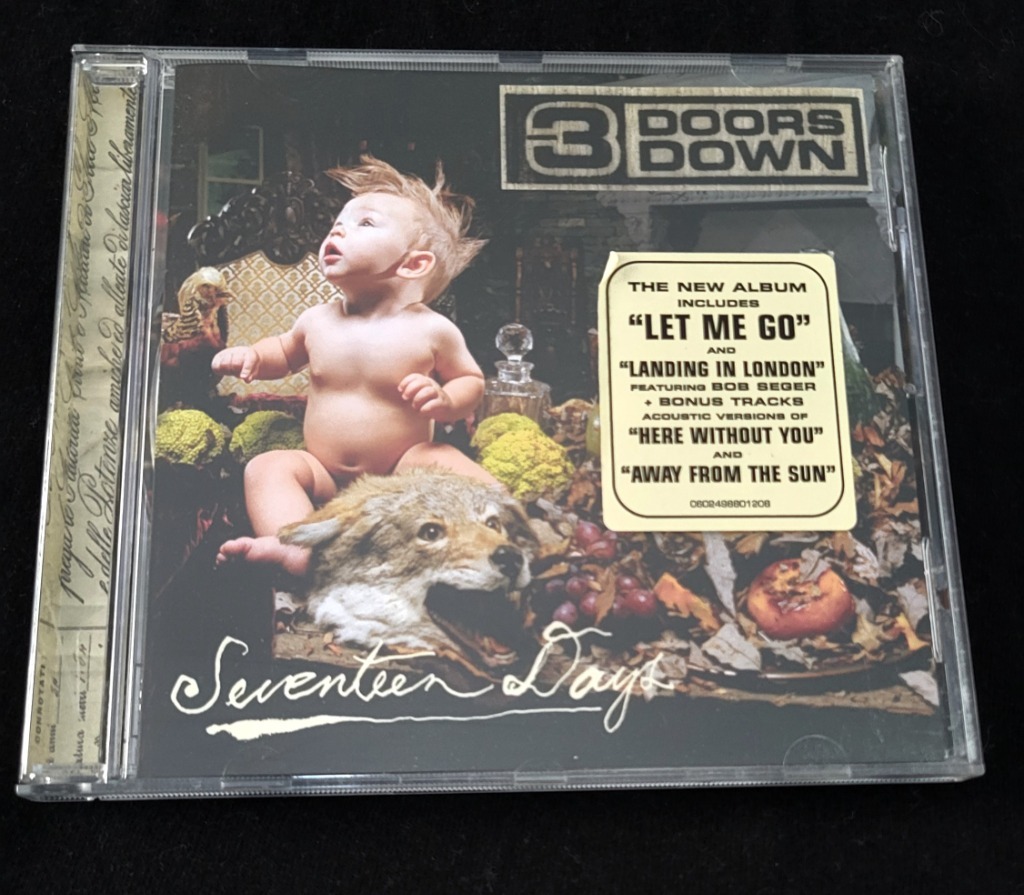 3 DOORS
DOWN
THE NEW ALBUM
INCLUDES
“LET ME GO”
AND
“LANDING IN LONDON”
FEATURING BOB SEGER
+ BONUS TRACKS
ACOUSTIC VERSIONS OF
“HERE WITHOUT YOU”
AND
“AWAY FROM THE SUN”
0602498801208
Seventeen Days